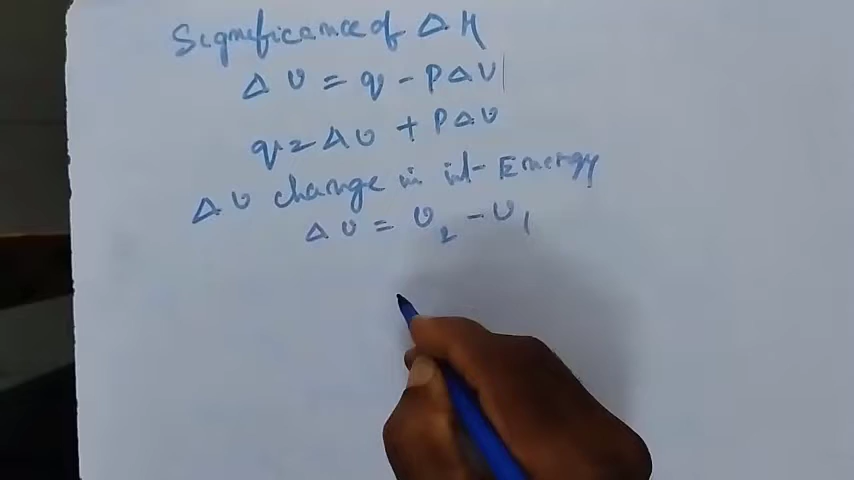 Significance of ΔH
ΔU = q - PΔV
q = ΔU + PΔV
ΔU change in int- Energy
ΔU = U₂ - U₁